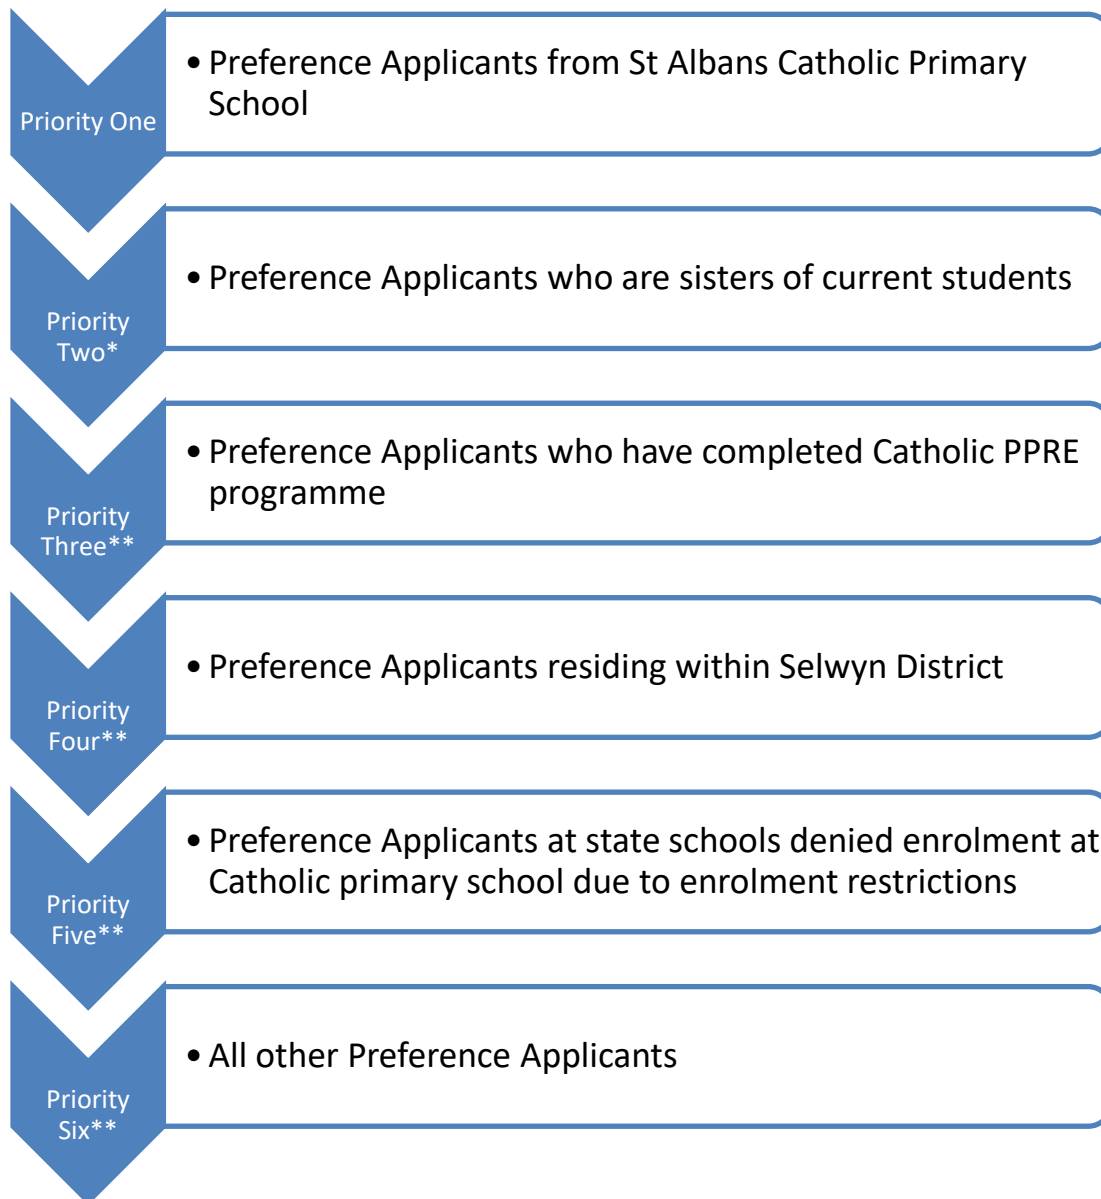 Priority One
• Preference Applicants from St Albans Catholic Primary
School
Priority
Two*
• Preference Applicants who are sisters of current students
Priority
Three**
• Preference Applicants who have completed Catholic PPRE
programme
Priority
Four**
• Preference Applicants residing within Selwyn District
Priority
Five**
• Preference Applicants at state schools denied enrolment at
Catholic primary school due to enrolment restrictions
Priority
Six**
• All other Preference Applicants